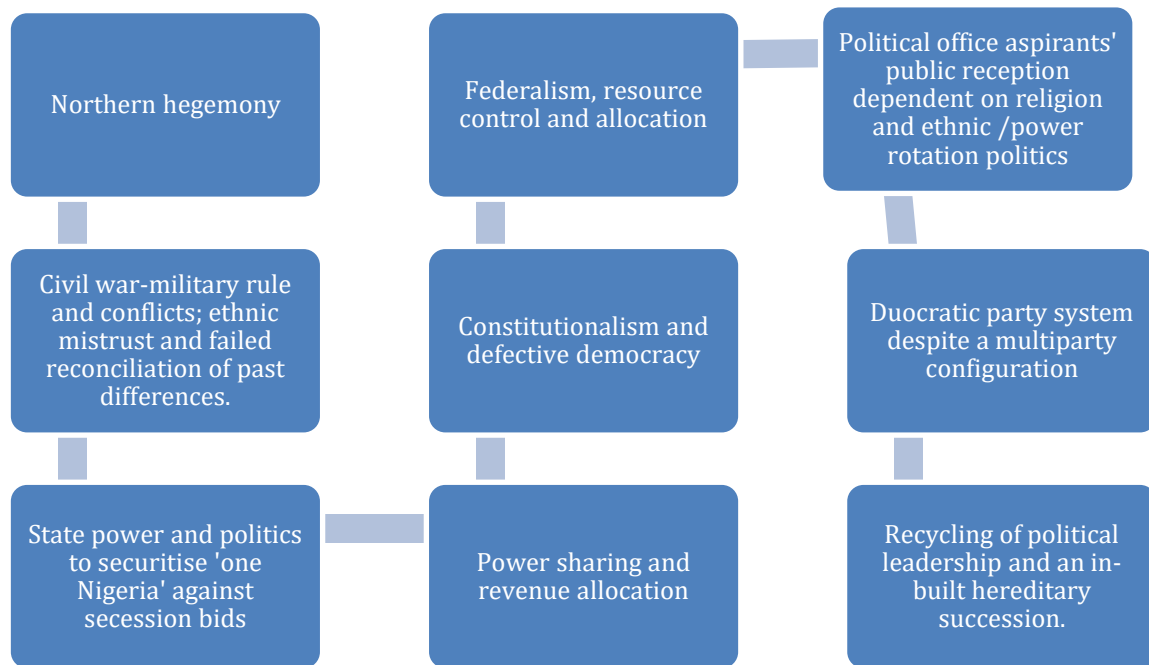 Northern hegemony
Civil war-military rule
and conflicts; ethnic
mistrust and failed
reconciliation of past
differences.
State power and politics
to securitise 'one
Nigeria' against
secession bids
Power sharing and
revenue allocation
Constitutionalism and
defective democracy
Federalism, resource
control and allocation
Political office aspirants'
public reception
dependent on religion
and ethnic /power
rotation politics
Duocratic party system
despite a multiparty
configuration
Recycling of political
leadership and an in-
built hereditary
succession.